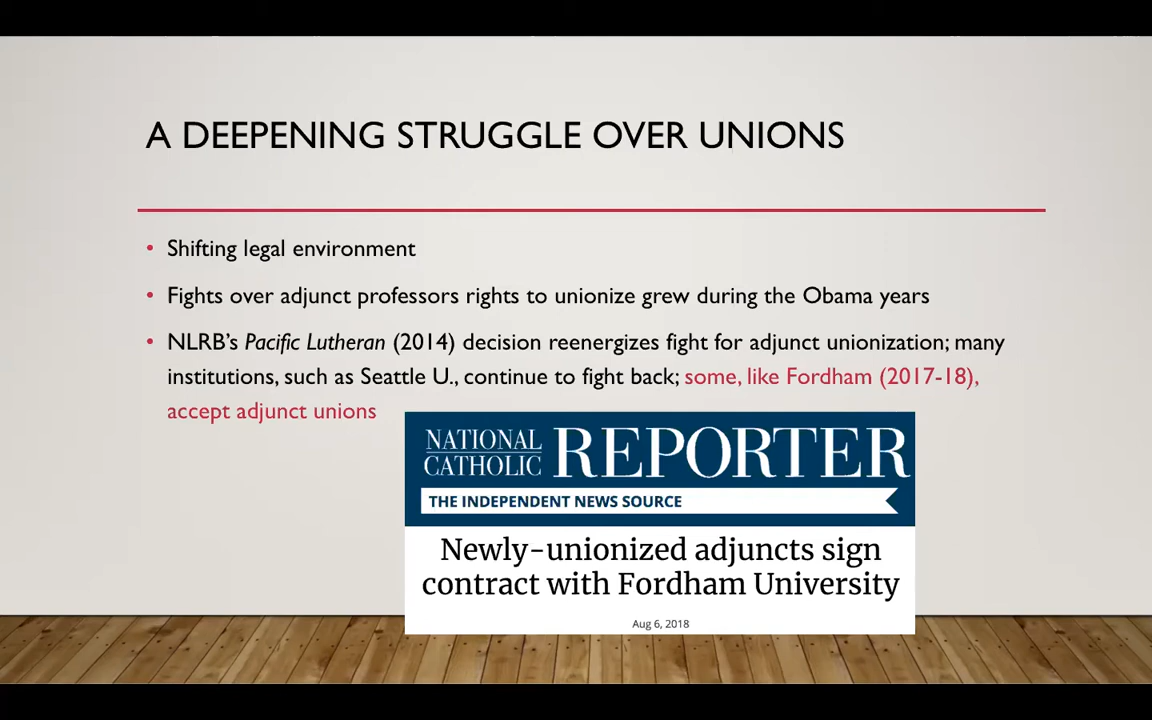 A DEEPENING STRUGGLE OVER UNIONS
• Shifting legal environment
• Fights over adjunct professors rights to unionize grew during the Obama years
• NLRB’s Pacific Lutheran (2014) decision reenergizes fight for adjunct unionization; many
institutions, such as Seattle U., continue to fight back; some, like Fordham (2017-18),
accept adjunct unions
NATIONAL CATHOLIC REPORTER
THE INDEPENDENT NEWS SOURCE
Newly-unionized adjuncts sign
contract with Fordham University
Aug 6, 2018